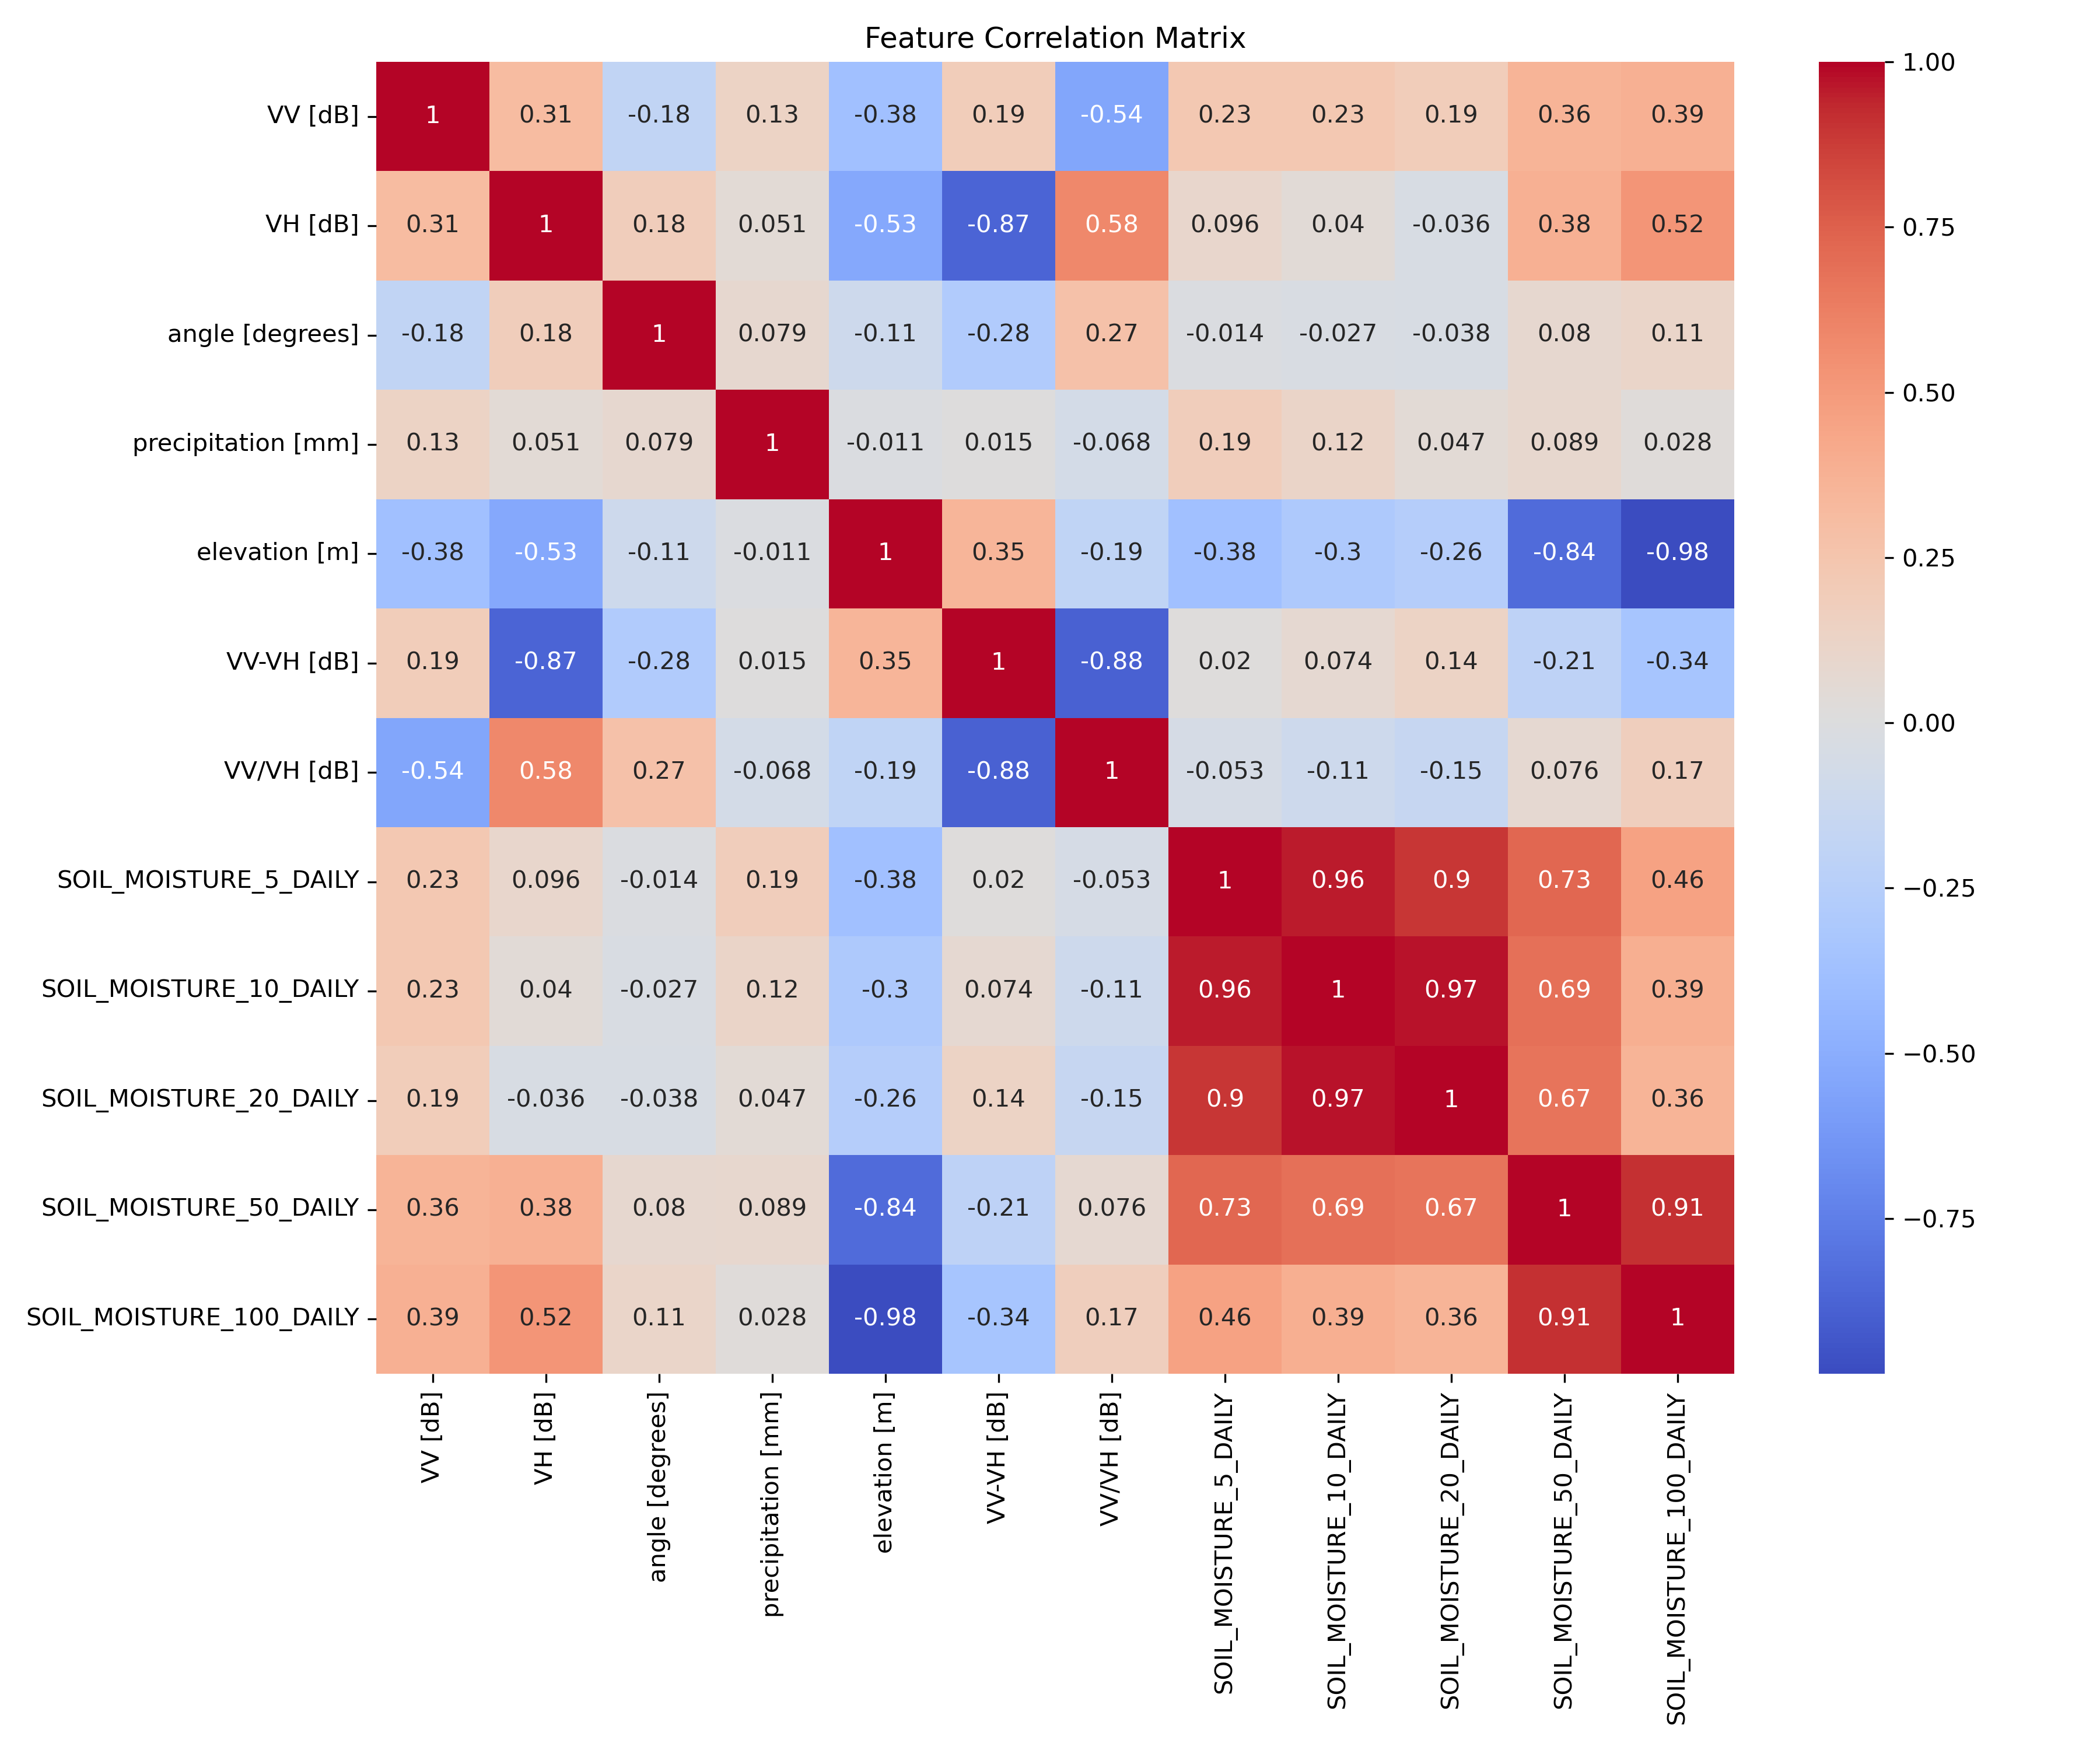 Feature Correlation Matrix
VV [dB] 1 0.31 -0.18 0.13 -0.38 0.19 -0.54 0.23 0.23 0.19 0.36 0.39
VH [dB] 0.31 1 0.18 0.051 -0.53 -0.87 0.58 0.096 0.04 -0.036 0.38 0.52
angle [degrees] -0.18 0.18 1 0.079 -0.11 -0.28 0.27 -0.014 -0.027 -0.038 0.08 0.11
precipitation [mm] 0.13 0.051 0.079 1 -0.011 0.015 -0.068 0.19 0.12 0.047 0.089 0.028
elevation [m] -0.38 -0.53 -0.11 -0.011 1 0.35 -0.19 -0.38 -0.3 -0.26 -0.84 -0.98
VV-VH [dB] 0.19 -0.87 -0.28 0.015 0.35 1 -0.88 0.02 0.074 0.14 -0.21 -0.34
VV/VH [dB] -0.54 0.58 0.27 -0.068 -0.19 -0.88 1 -0.053 -0.11 -0.15 0.076 0.17
SOIL_MOISTURE_5_DAILY 0.23 0.096 -0.014 0.19 -0.38 0.02 -0.053 1 0.96 0.9 0.73 0.46
SOIL_MOISTURE_10_DAILY 0.23 0.04 -0.027 0.12 -0.3 0.074 -0.11 0.96 1 0.97 0.69 0.39
SOIL_MOISTURE_20_DAILY 0.19 -0.036 -0.038 0.047 -0.26 0.14 -0.15 0.9 0.97 1 0.67 0.36
SOIL_MOISTURE_50_DAILY 0.36 0.38 0.08 0.089 -0.84 -0.21 0.076 0.73 0.69 0.67 1 0.91
SOIL_MOISTURE_100_DAILY 0.39 0.52 0.11 0.028 -0.98 -0.34 0.17 0.46 0.39 0.36 0.91 1
VV [dB]
VH [dB]
angle [degrees]
precipitation [mm]
elevation [m]
VV-VH [dB]
VV/VH [dB]
SOIL_MOISTURE_5_DAILY
SOIL_MOISTURE_10_DAILY
SOIL_MOISTURE_20_DAILY
SOIL_MOISTURE_50_DAILY
SOIL_MOISTURE_100_DAILY
1.00
0.75
0.50
0.25
0.00
−0.25
−0.50
−0.75